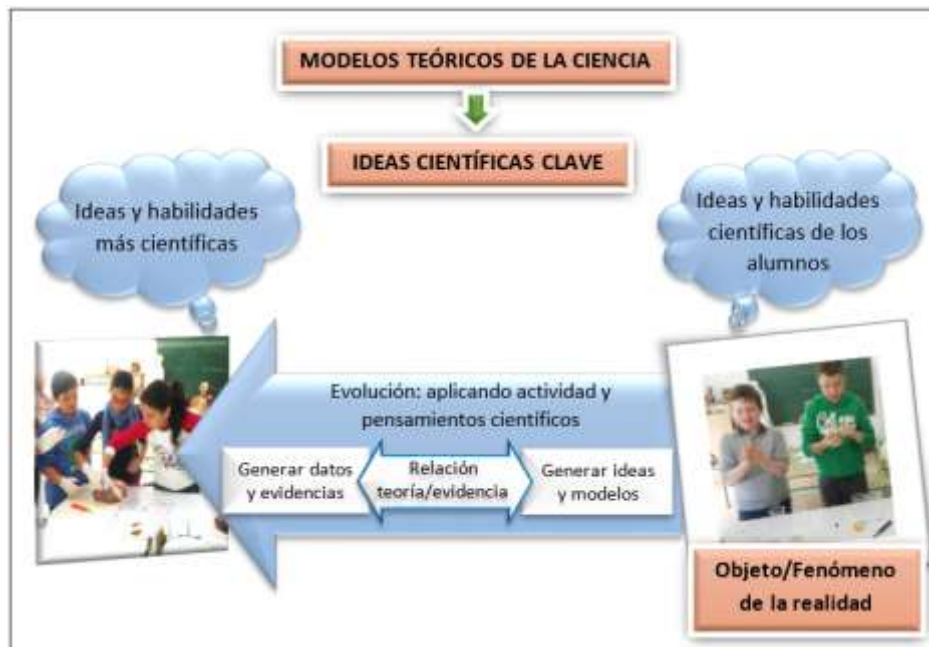 MODELOS TEÓRICOS DE LA CIENCIA
IDEAS CIENTÍFICAS CLAVE
Ideas y habilidades
más científicas
Ideas y habilidades
científicas de los
alumnos
Evolución: aplicando actividad y
pensamientos científicos
Generar datos
y evidencias
Relación
teoría/evidencia
Generar ideas
y modelos
Objeto/Fenómeno
de la realidad